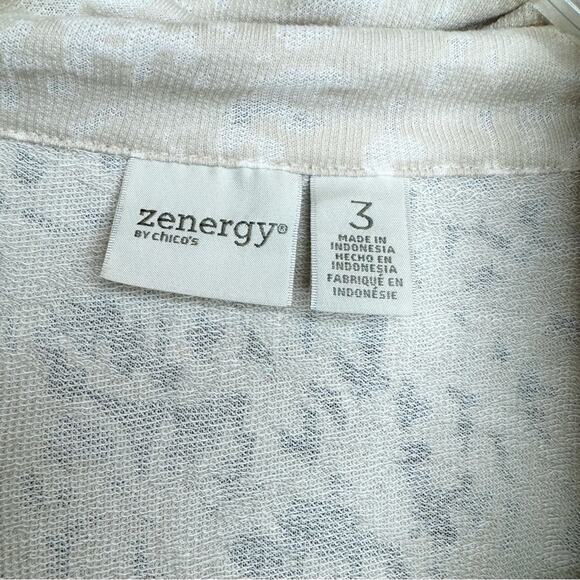 zenergy®
BY CHICO'S
3
MADE IN
INDONESIA
HECHO EN
INDONESIA
FABRIQUÉ EN
INDONÉSIE